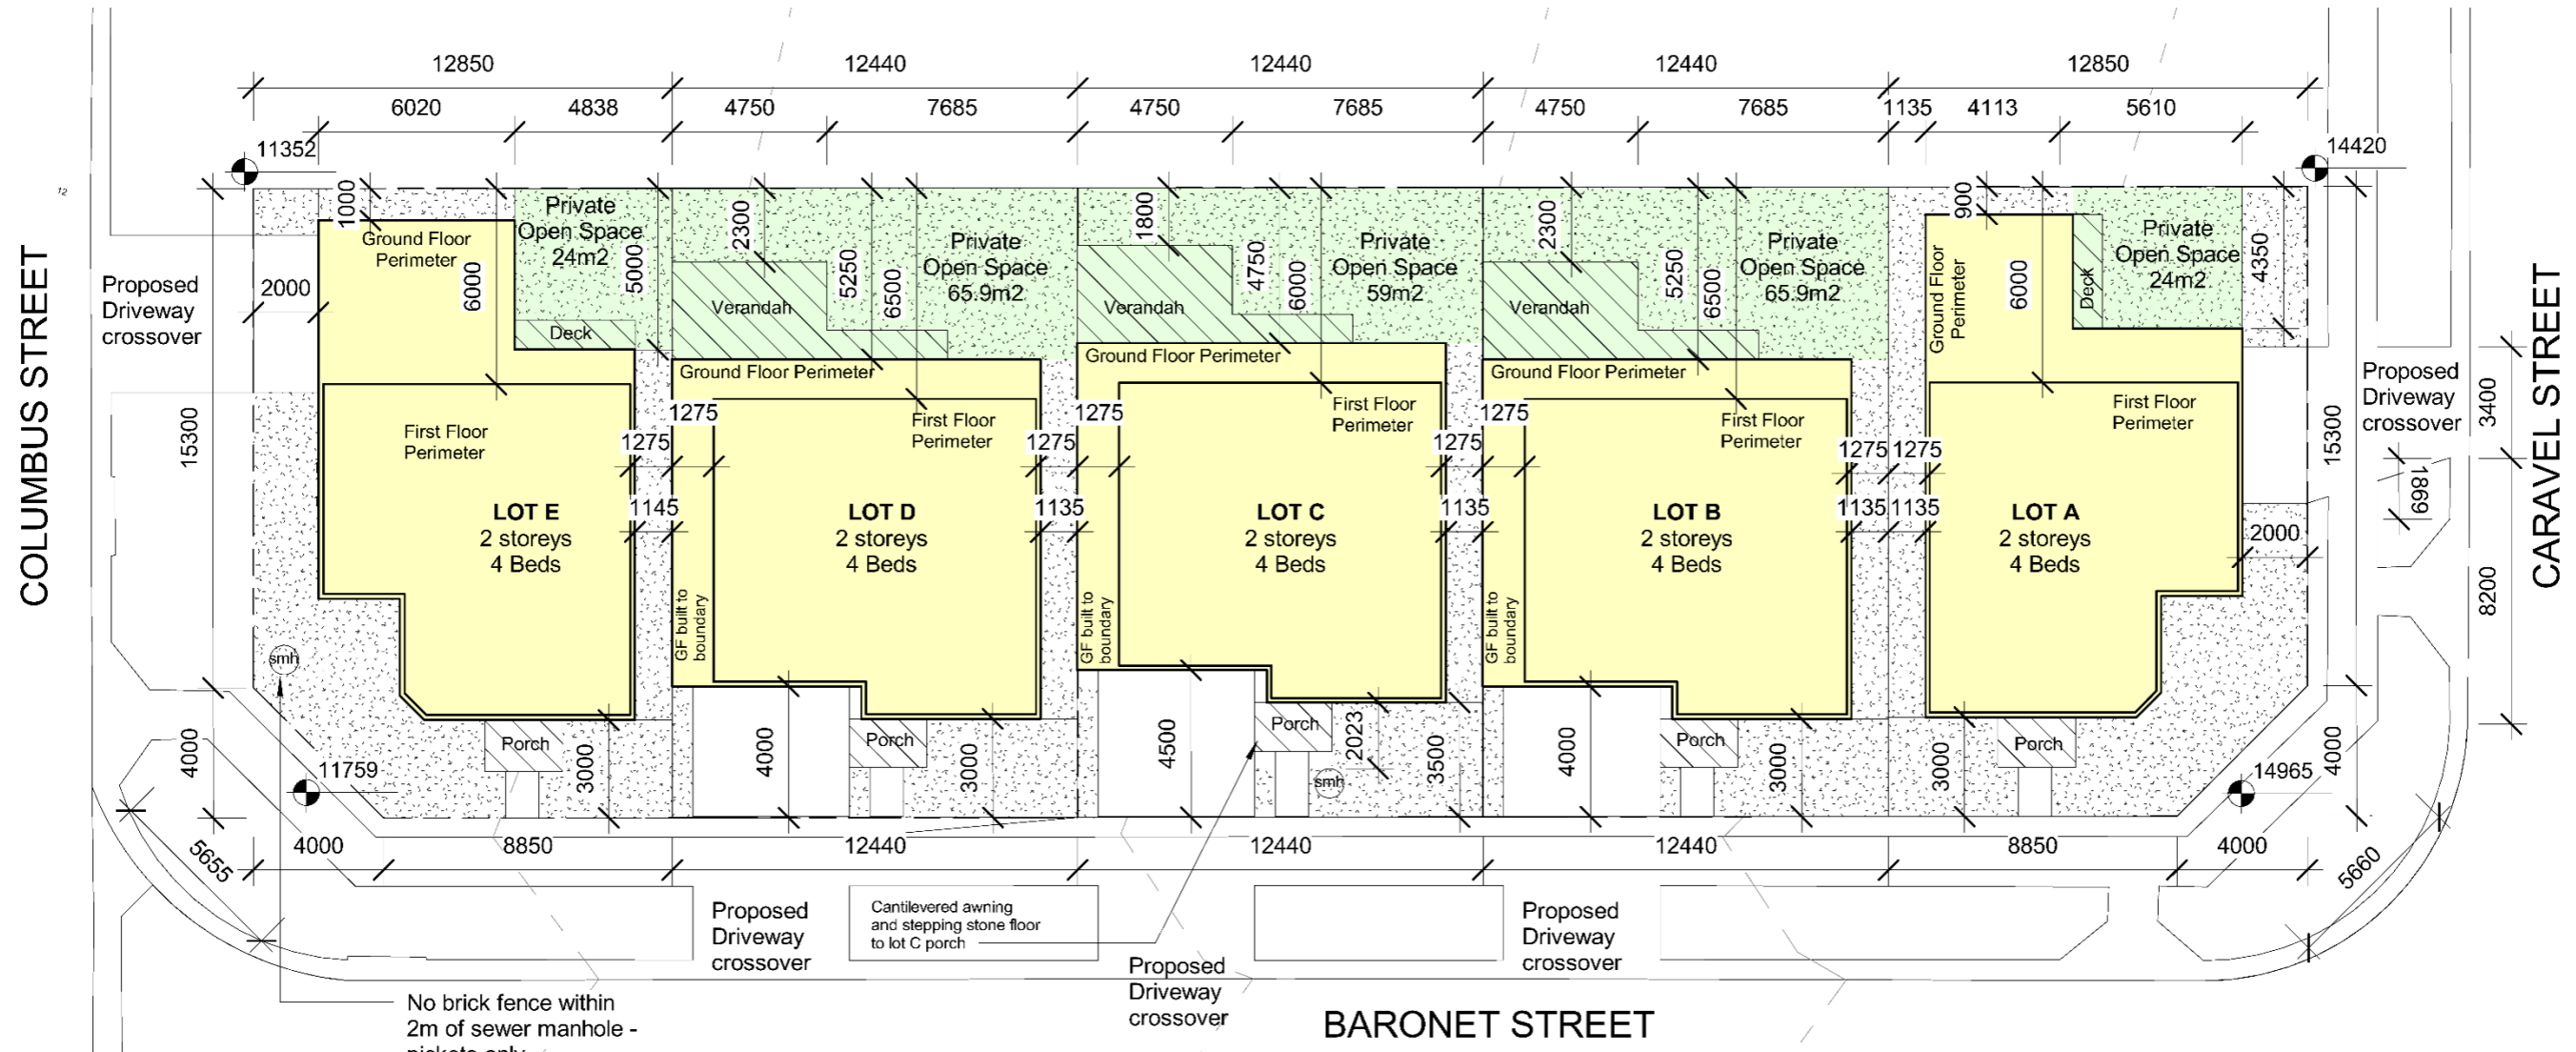 12850
12440
12440
12440
12850
6020
4838
4750
7685
4750
7685
4750
7685
1135
4113
5610
11352
14420
12
1000
Ground Floor
Perimeter
6000
Private
Open Space
24m2
5000
Deck
2300
Verandah
5250
6500
Private
Open Space
65.9m2
1800
Verandah
4750
6000
Private
Open Space
59m2
2300
Verandah
5250
6500
Private
Open Space
65.9m2
900
Ground Floor
Perimeter
6000
Deck
Private
Open Space
24m2
4350
COLUMBUS STREET
Proposed
Driveway
crossover
2000
15300
4000
Ground Floor Perimeter
Ground Floor Perimeter
Ground Floor Perimeter
First Floor
Perimeter
1275
1275
First Floor
Perimeter
1275
1275
First Floor
Perimeter
1275
1275
First Floor
Perimeter
1275
1275
First Floor
Perimeter
LOT E
2 storeys
4 Beds
1145
LOT D
2 storeys
4 Beds
1135
LOT C
2 storeys
4 Beds
1135
LOT B
2 storeys
4 Beds
1135
1135
LOT A
2 storeys
4 Beds
2000
15300
4000
Proposed
Driveway
crossover
1869
3400
8200
CARAVEL STREET
GF built to
boundary
GF built to
boundary
GF built to
boundary
smh
11759
Porch
3000
4000
Porch
3000
4500
Porch
2023
smh
3500
4000
Porch
3000
3000
Porch
14965
5655
4000
8850
12440
12440
12440
8850
4000
5660
Proposed
Driveway
crossover
Cantilevered awning
and stepping stone floor
to lot C porch
Proposed
Driveway
crossover
Proposed
Driveway
crossover
No brick fence within
2m of sewer manhole -
pickets only
BARONET STREET